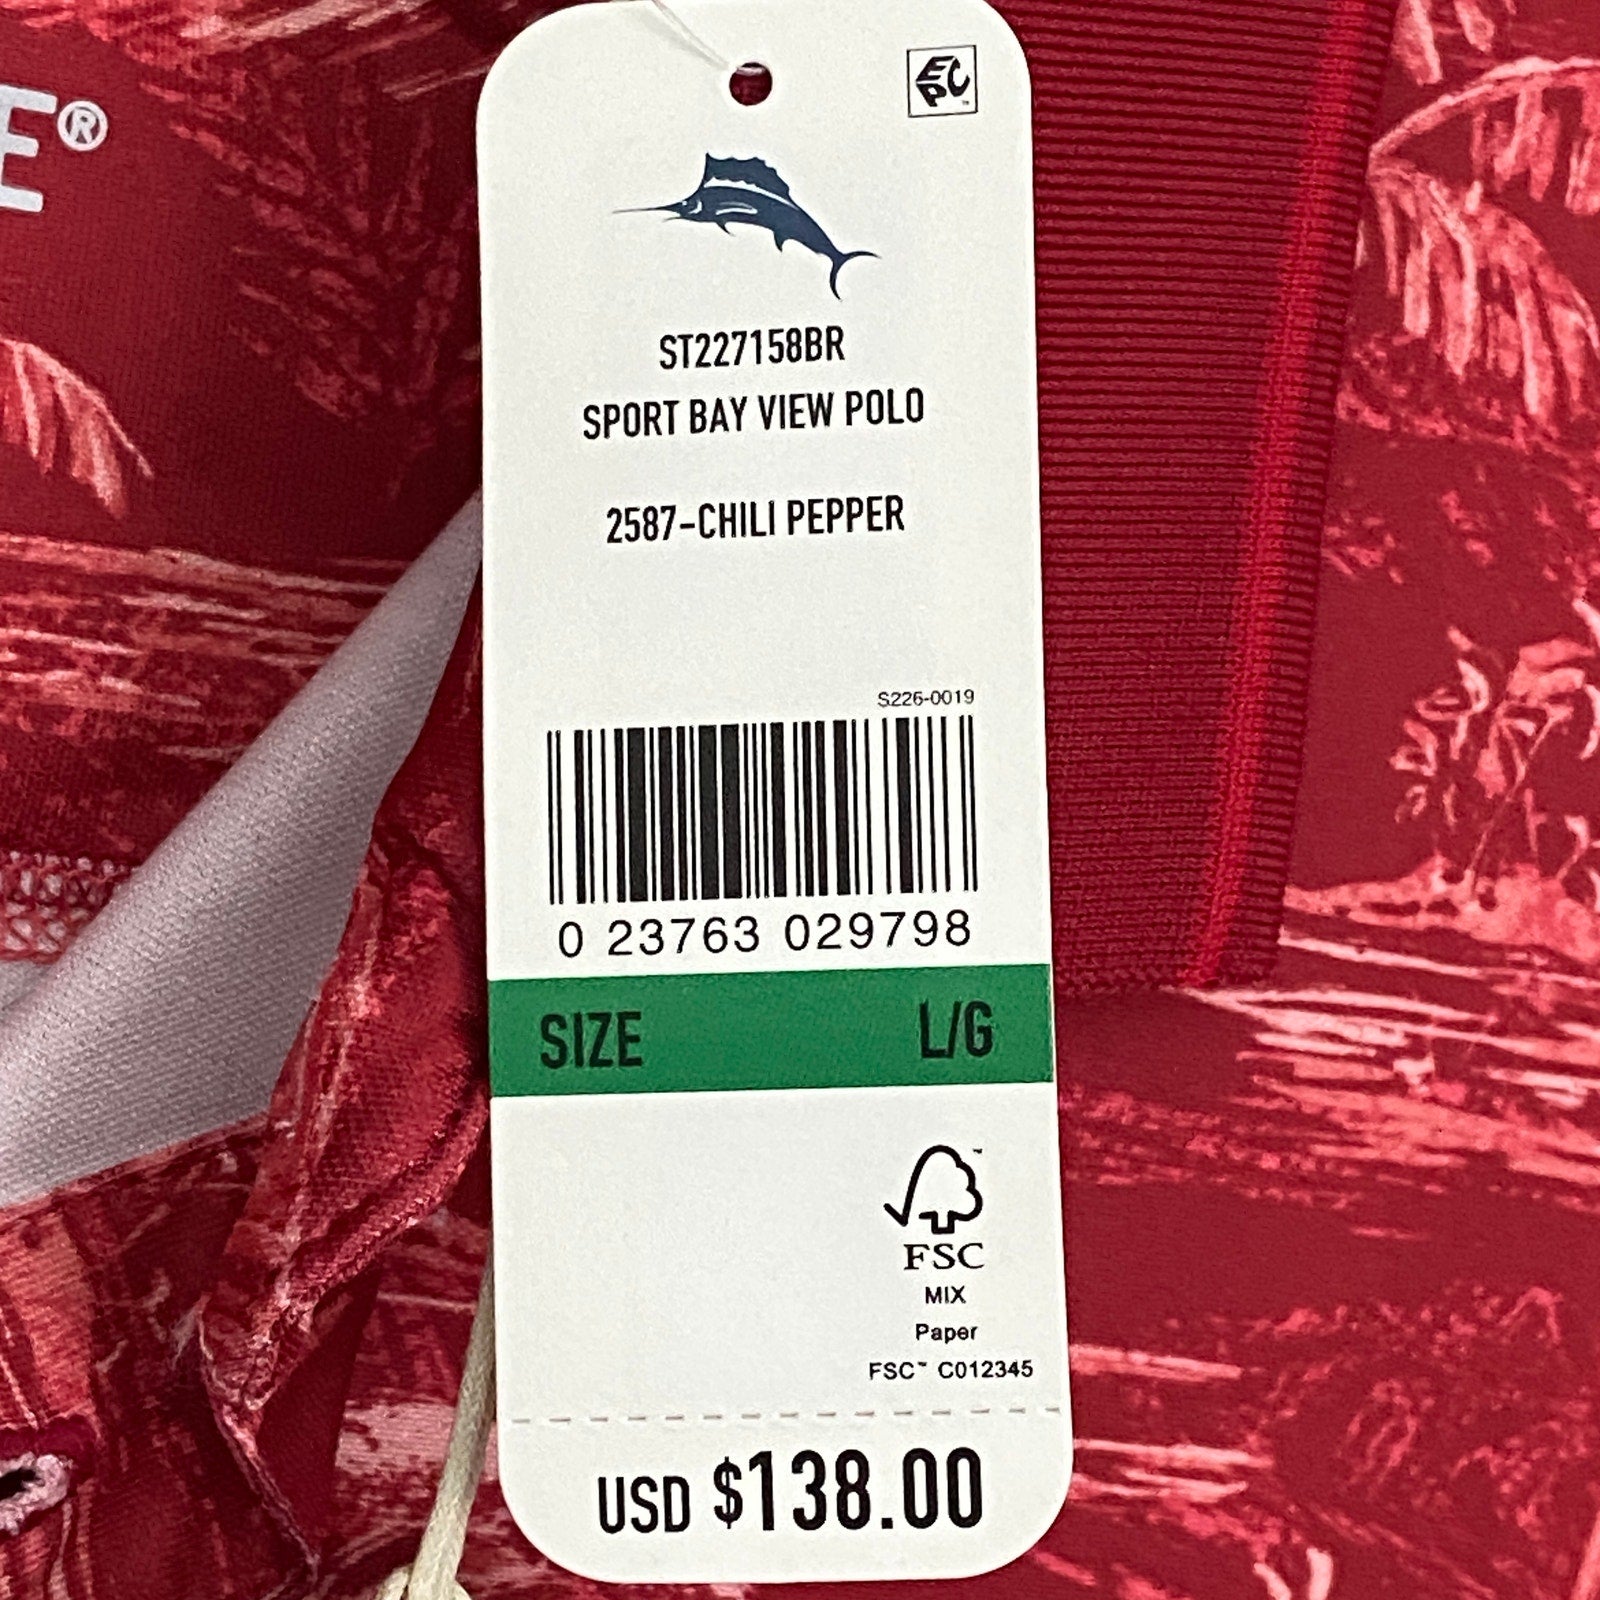 E®
EPC
ST227158BR
SPORT BAY VIEW POLO
2587-CHILI PEPPER
S226-0019
0 23763 029798
SIZE L/G
FSC
MIX
Paper
FSC™ C012345
USD $138.00